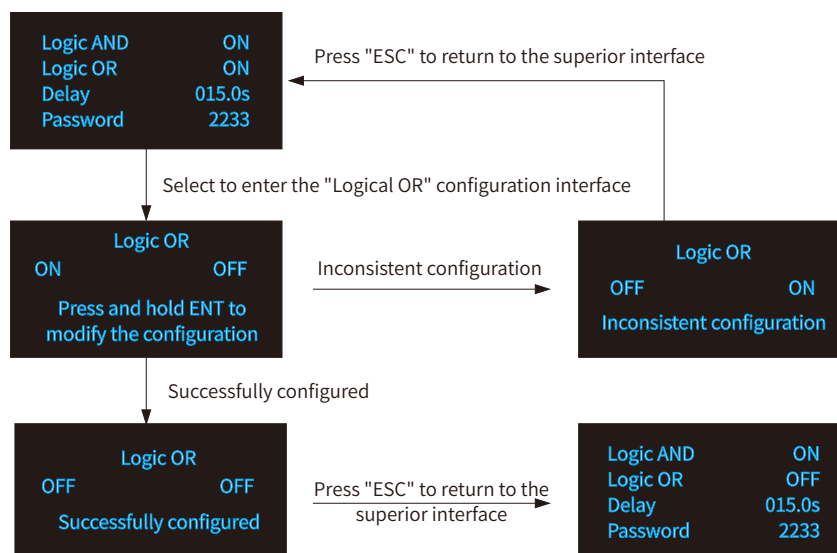 Logic AND ON
Logic OR ON
Delay 015.0s
Password 2233
Press "ESC" to return to the superior interface
Select to enter the "Logical OR" configuration interface
Logic OR
ON OFF
Press and hold ENT to
modify the configuration
Inconsistent configuration
Logic OR
OFF ON
Inconsistent configuration
Successfully configured
Logic OR
OFF OFF
Successfully configured
Press "ESC" to return to the
superior interface
Logic AND ON
Logic OR OFF
Delay 015.0s
Password 2233